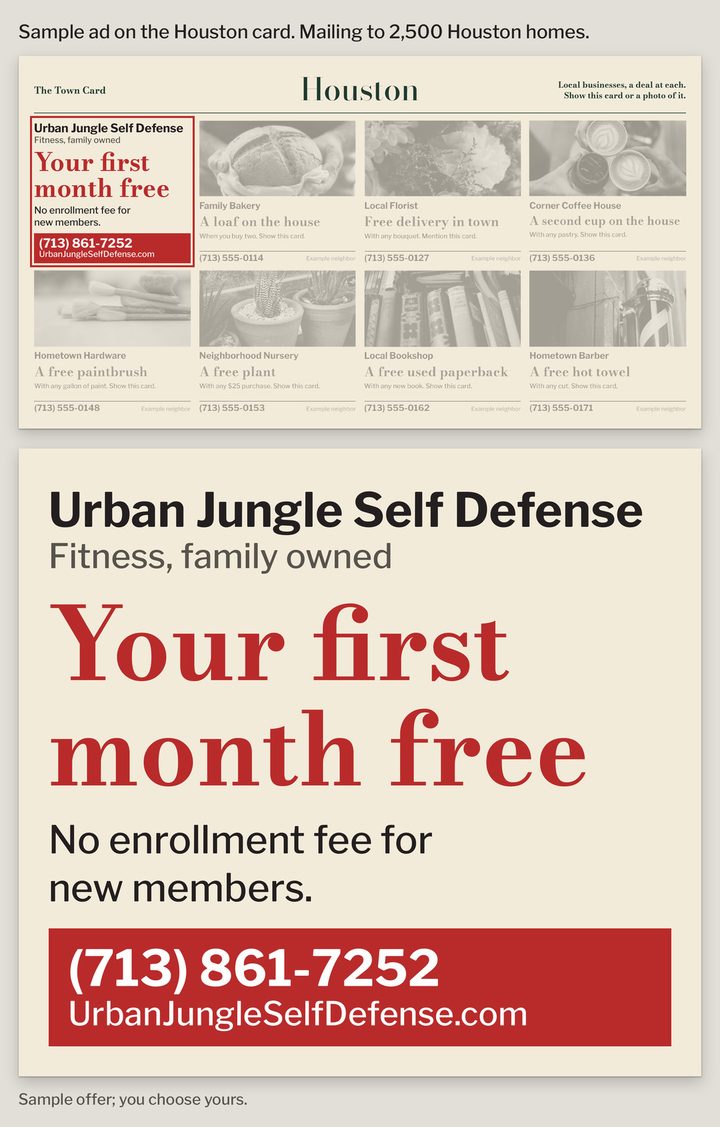 Sample ad on the Houston card. Mailing to 2,500 Houston homes.
The Town Card
Houston
Local businesses, a deal at each.
Show this card or a photo of it.
Urban Jungle Self Defense
Fitness, family owned
Your first
month free
No enrollment fee for
new members.
(713) 861-7252
UrbanJungleSelfDefense.com
Family Bakery
A loaf on the house
When you buy two. Show this card.
(713) 555-0114
Example neighbor
Local Florist
Free delivery in town
With any bouquet. Mention this card.
(713) 555-0127
Example neighbor
Corner Coffee House
A second cup on the house
With any pastry. Show this card.
(713) 555-0136
Example neighbor
Hometown Hardware
A free paintbrush
With any gallon of paint. Show this card.
(713) 555-0148
Example neighbor
Neighborhood Nursery
A free plant
With any $25 purchase. Show this card.
(713) 555-0153
Example neighbor
Local Bookshop
A free used paperback
With any new book. Show this card.
(713) 555-0162
Example neighbor
Hometown Barber
A free hot towel
With any cut. Show this card.
(713) 555-0171
Example neighbor
Urban Jungle Self Defense
Fitness, family owned
Your first
month free
No enrollment fee for
new members.
(713) 861-7252
UrbanJungleSelfDefense.com
Sample offer; you choose yours.